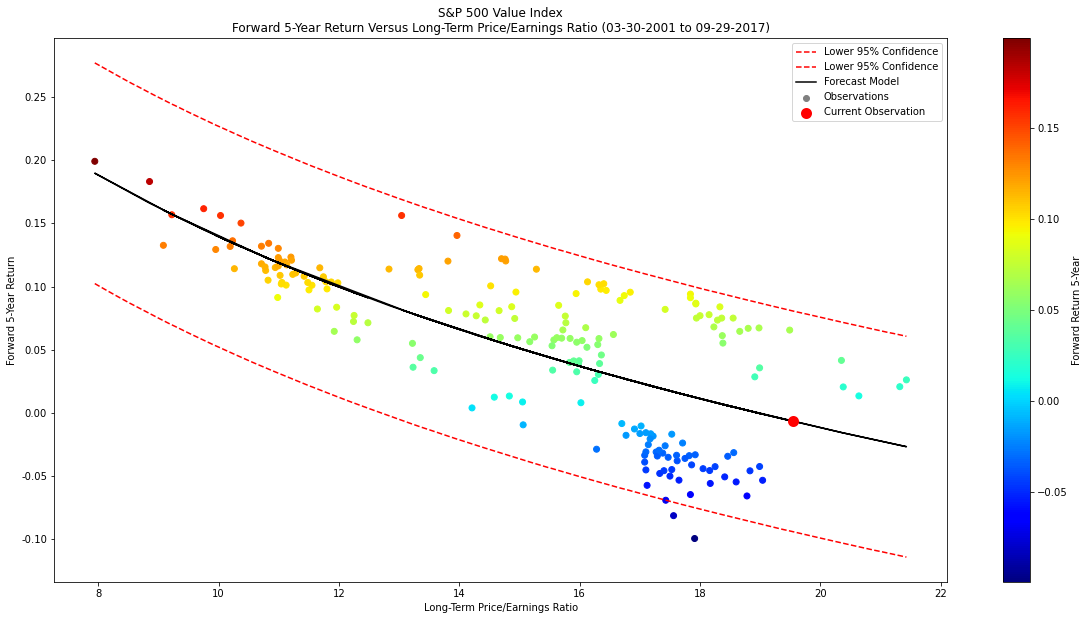 S&P 500 Value Index
Forward 5-Year Return Versus Long-Term Price/Earnings Ratio (03-30-2001 to 09-29-2017)
Lower 95% Confidence
Lower 95% Confidence
Forecast Model
Observations
Current Observation
Forward 5-Year Return
0.25
0.20
0.15
0.10
0.05
0.00
-0.05
-0.10
8
10
12
14
16
18
20
22
Long-Term Price/Earnings Ratio
0.15
0.10
0.05
0.00
−0.05
Forward Return 5-Year